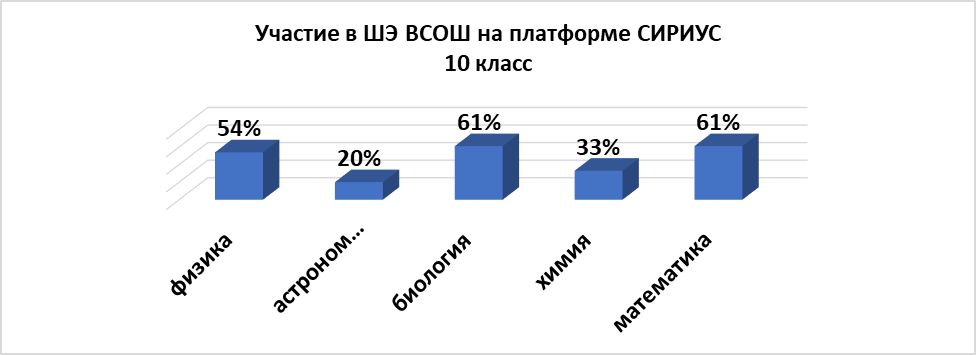 Участие в ШЭ ВСОШ на платформе СИРИУС
10 класс
54%
20%
61%
33%
61%
физика
астроном...
биология
химия
математика